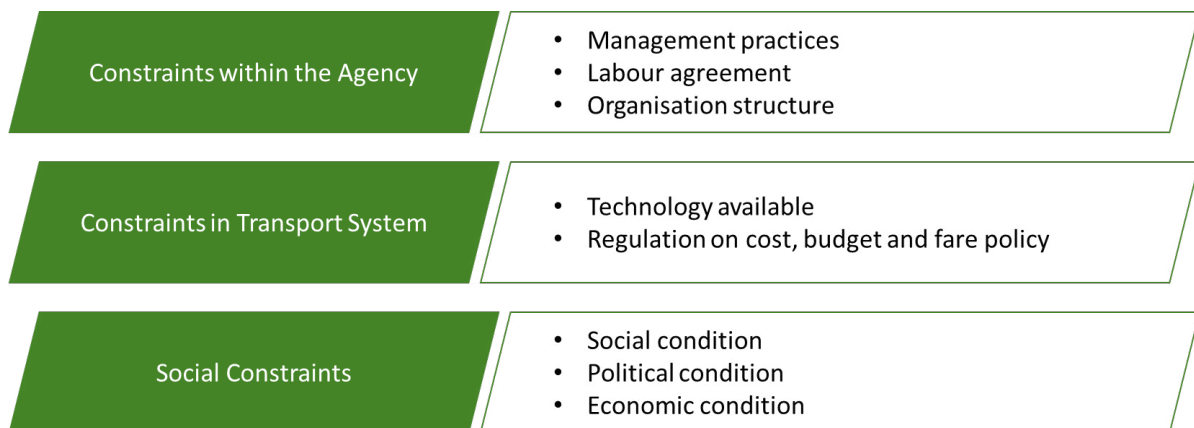 Constraints within the Agency
• Management practices
• Labour agreement
• Organisation structure
Constraints in Transport System
• Technology available
• Regulation on cost, budget and fare policy
Social Constraints
• Social condition
• Political condition
• Economic condition